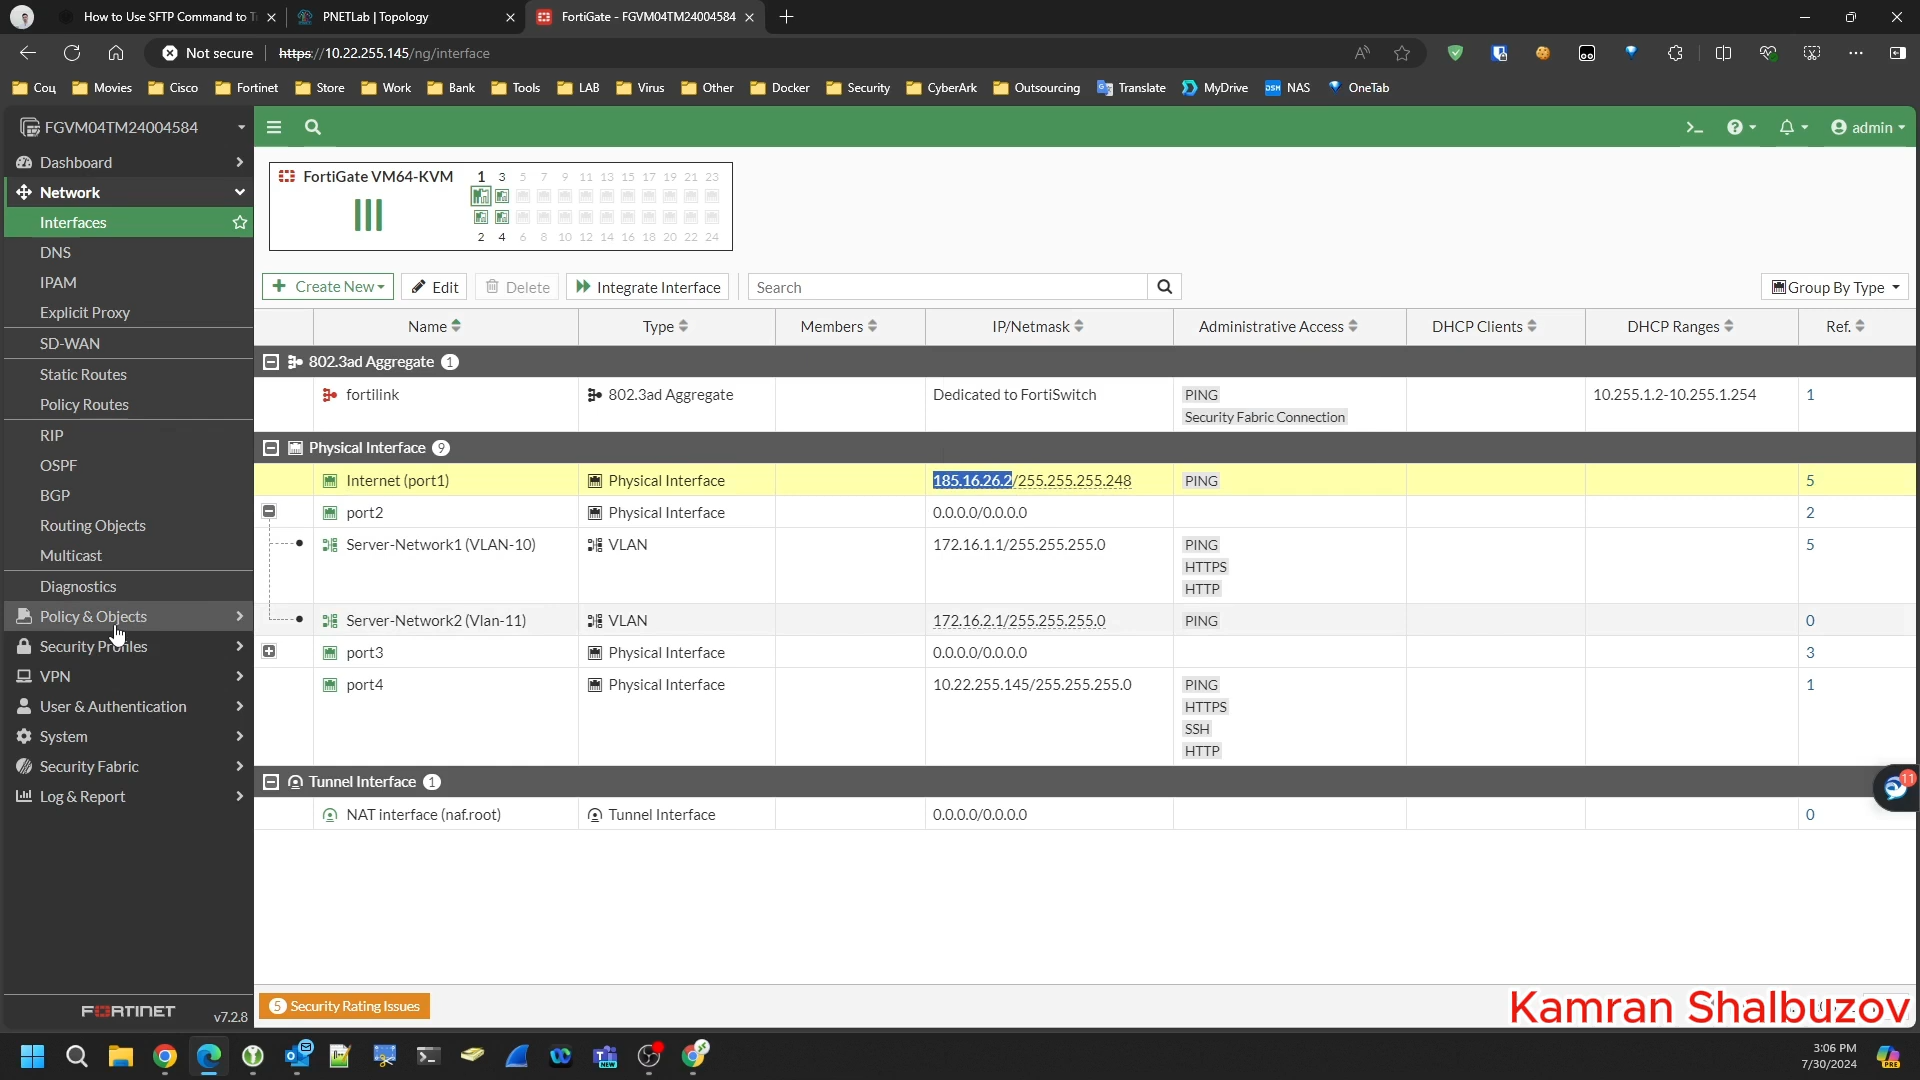 How to Use SFTP Command to Tr
PNETLab | Topology
FortiGate - FGVM04TM24004584
Not secure
https://10.22.255.145/ng/interface
Соц
Movies
Cisco
Fortinet
Store
Work
Bank
Tools
LAB
Virus
Other
Docker
Security
CyberArk
Outsourcing
Translate
MyDrive
NAS
OneTab
FGVM04TM24004584
admin
Dashboard
Network
Interfaces
DNS
IPAM
Explicit Proxy
SD-WAN
Static Routes
Policy Routes
RIP
OSPF
BGP
Routing Objects
Multicast
Diagnostics
Policy & Objects
Security Profiles
VPN
User & Authentication
System
Security Fabric
Log & Report
FORTINET
v7.2.8
FortiGate VM64-KVM
1 3 5 7 9 11 13 15 17 19 21 23
2 4 6 8 10 12 14 16 18 20 22 24
Create New
Edit
Delete
Integrate Interface
Search
Group By Type
Name Type Members IP/Netmask Administrative Access DHCP Clients DHCP Ranges Ref.
802.3ad Aggregate 1
fortilink 802.3ad Aggregate Dedicated to FortiSwitch PING 10.255.1.2-10.255.1.254 1
Security Fabric Connection
Physical Interface 9
Internet (port1) Physical Interface 185.16.26.2/255.255.255.248 PING 5
port2 Physical Interface 0.0.0.0/0.0.0.0 2
Server-Network1 (VLAN-10) VLAN 172.16.1.1/255.255.255.0 PING 5
HTTPS
HTTP
Server-Network2 (Vlan-11) VLAN 172.16.2.1/255.255.255.0 PING 0
port3 Physical Interface 0.0.0.0/0.0.0.0 3
port4 Physical Interface 10.22.255.145/255.255.255.0 PING 1
HTTPS
SSH
HTTP
Tunnel Interface 1
NAT interface (naf.root) Tunnel Interface 0.0.0.0/0.0.0.0 0
11
5 Security Rating Issues
Kamran Shalbuzov
3:06 PM
7/30/2024